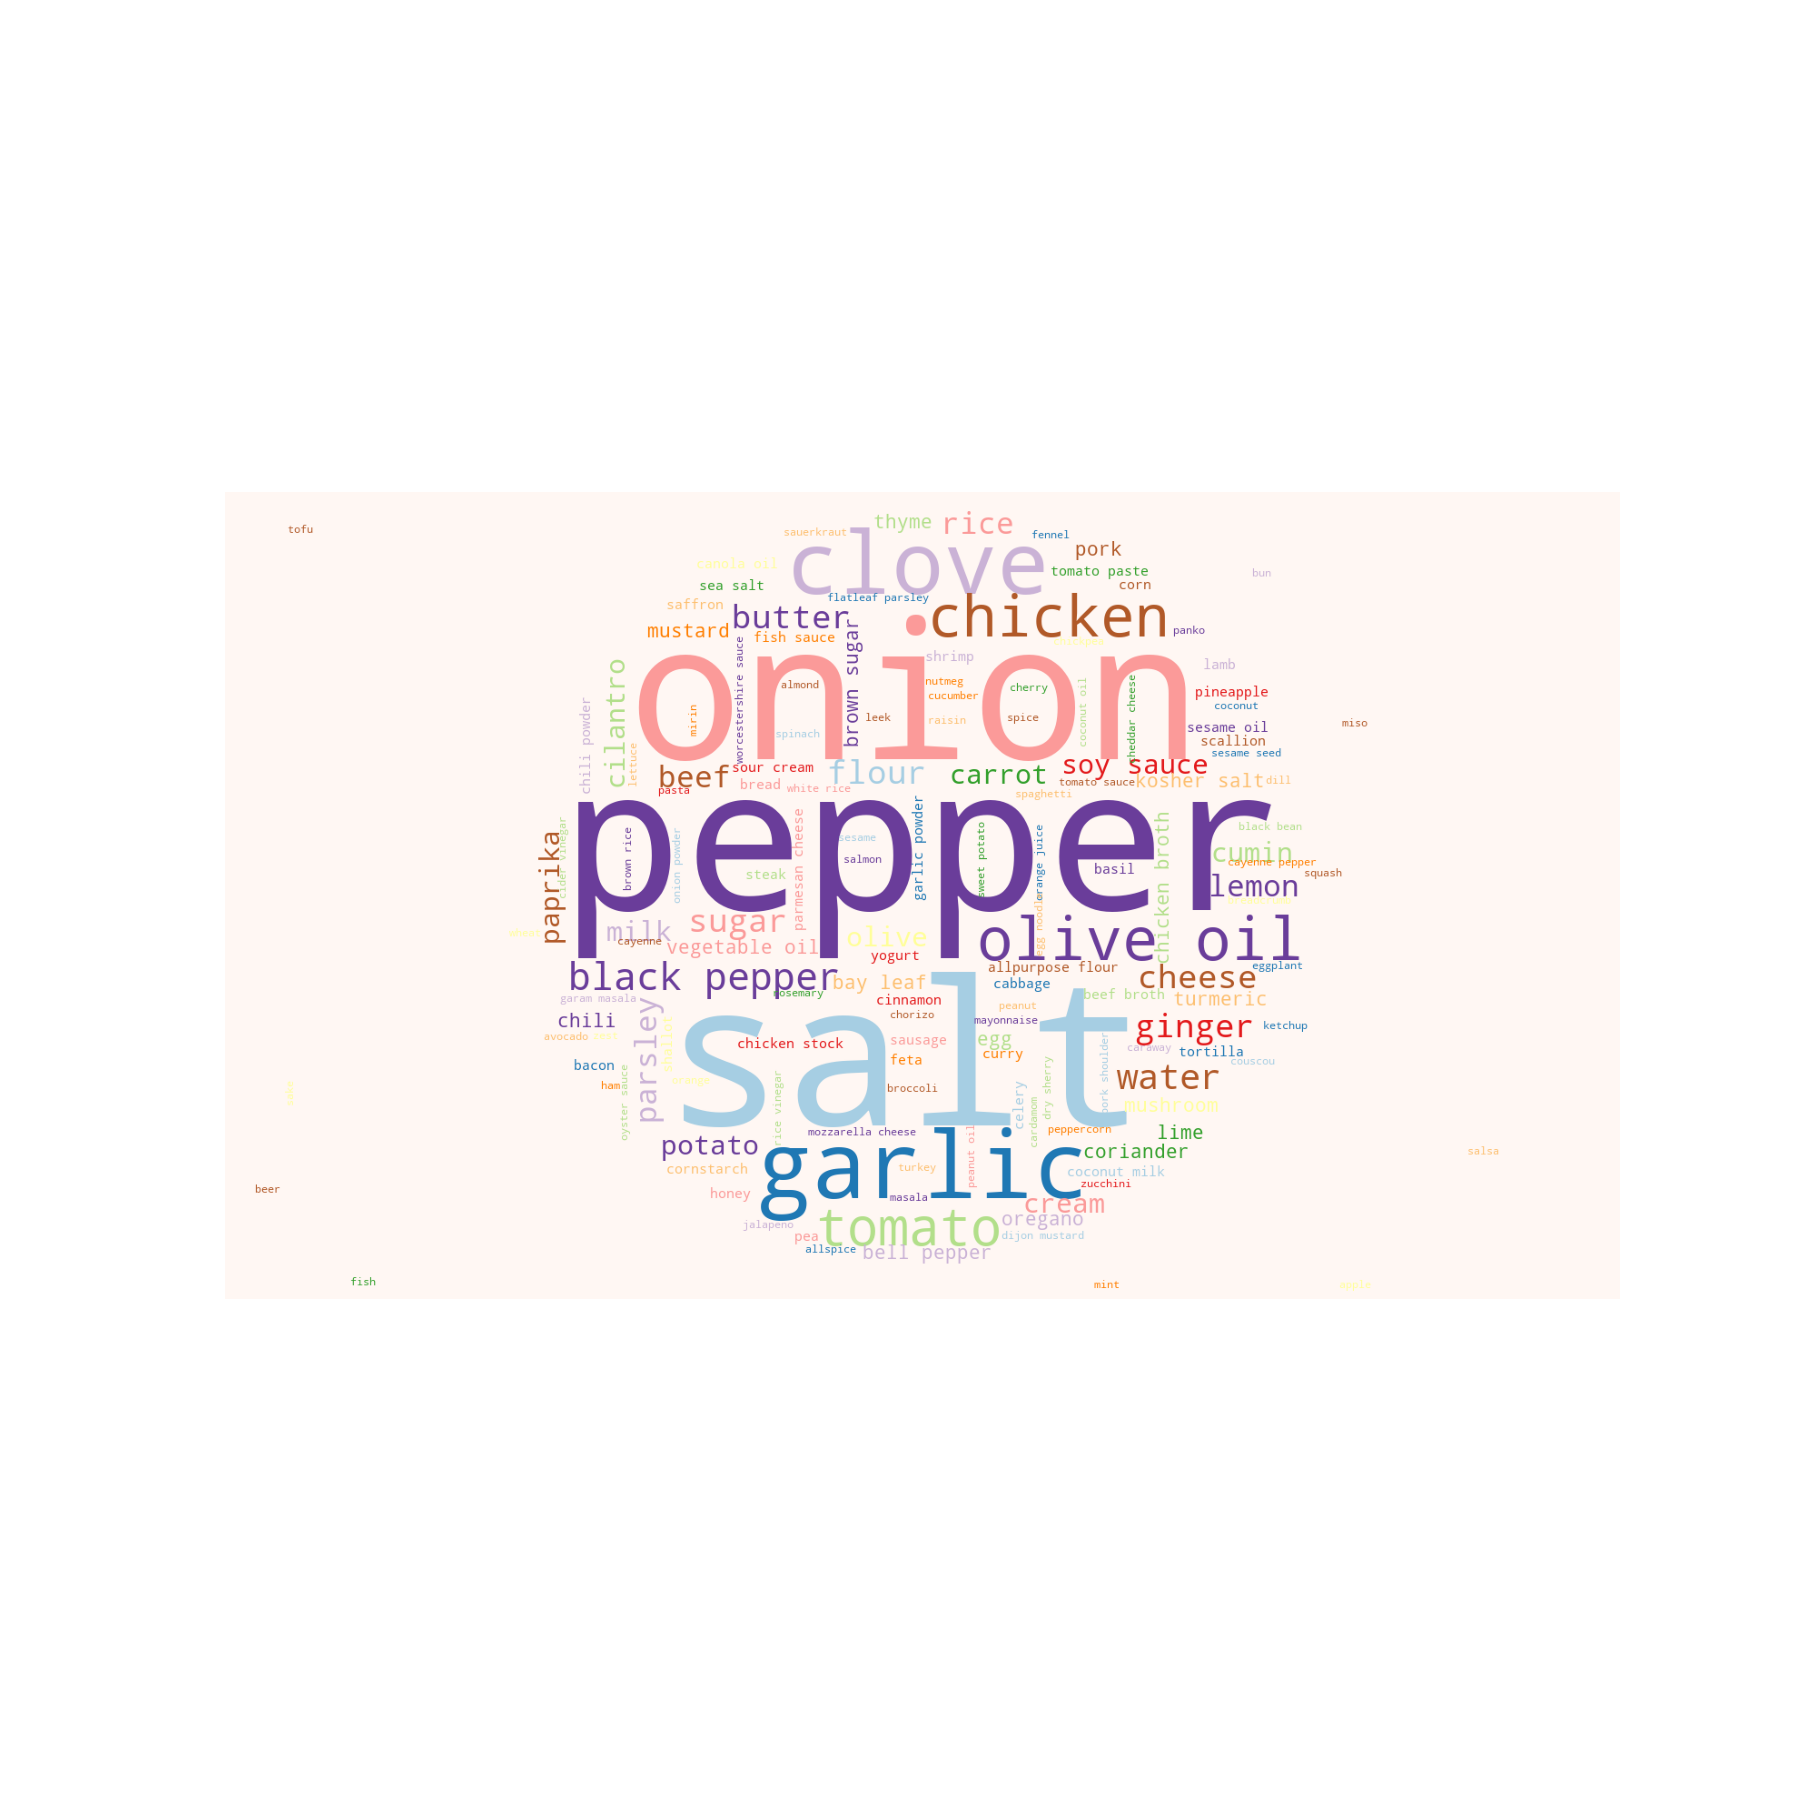 tofu
sauerkraut
thyme
rice
fennel
clove
pork
canola oil
tomato paste
bun
sea salt
corn
flatleaf parsley
saffron
butter
chicken
mustard
fish sauce
panko
brown sugar
worcestershire sauce
onion
shrimp
lamb
cilantro
chili powder
almond
nutmeg
cherry
coconut oil
cheddar cheese
pineapple
cucumber
coconut
mirin
leek
raisin
spice
miso
spinach
sesame oil
scallion
lettuce
sesame seed
beef
sour cream
flour
carrot
soy sauce
pasta
bread
white rice
tomato sauce
kosher salt
dill
spaghetti
pepper
cider vinegar
brown rice
onion powder
parmesan cheese
sesame
garlic powder
sweet potato
orange juice
chicken broth
black bean
paprika
salmon
cumin
cayenne pepper
steak
basil
squash
lemon
egg noodle
milk
cayenne
sugar
vegetable oil
olive
olive oil
yogurt
black pepper
allpurpose flour
eggplant
rosemary
bay leaf
cabbage
cheese
garam masala
cinnamon
beef broth
turmeric
peanut
chorizo
parsley
chili
salt
mayonnaise
ginger
ketchup
avocado
shallot
chicken stock
sausage
egg
caraway
tortilla
bacon
feta
curry
pork shoulder
couscou
ham
orange
broccoli
water
oyster sauce
rice vinegar
celery
dry sherry
cardamom
mushroom
mozzarella cheese
peppercorn
lime
potato
garlic
peanut oil
coriander
salsa
cornstarch
turkey
coconut milk
beer
honey
masala
zucchini
cream
tomato
jalapeno
oregano
pea
dijon mustard
allspice
bell pepper
fish
mint